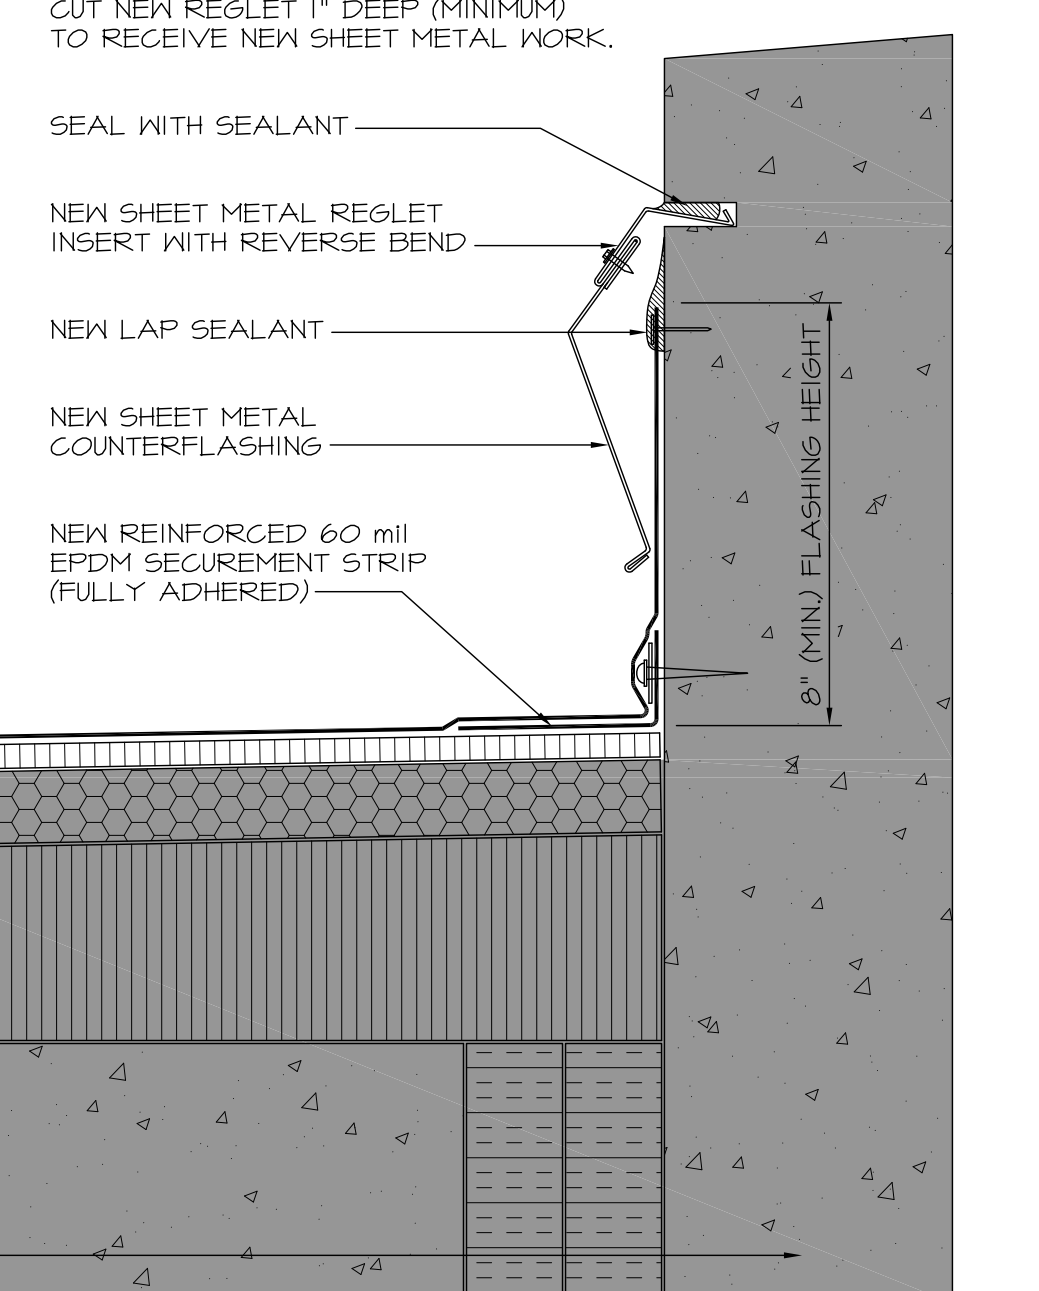 CUT NEW REGLET 1" DEEP (MINIMUM)
TO RECEIVE NEW SHEET METAL WORK.
SEAL WITH SEALANT
NEW SHEET METAL REGLET
INSERT WITH REVERSE BEND
NEW LAP SEALANT
NEW SHEET METAL
COUNTERFLASHING
NEW REINFORCED 60 mil
EPDM SECUREMENT STRIP
(FULLY ADHERED)
8" (MIN.) FLASHING HEIGHT